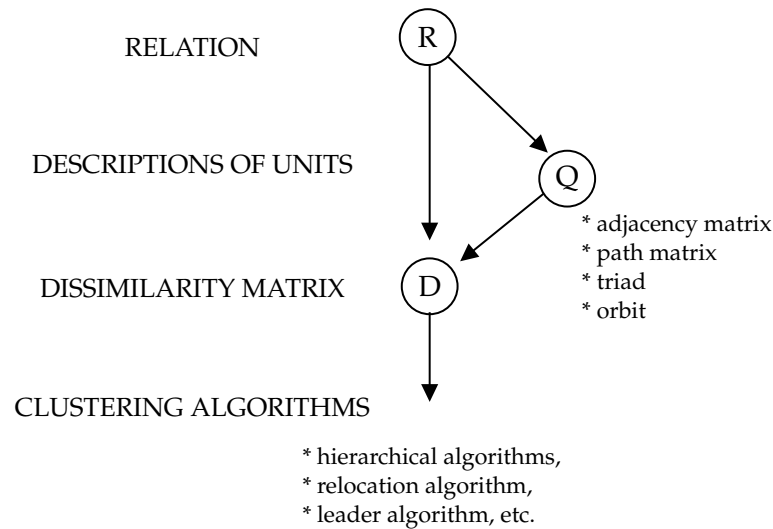 RELATION
R
DESCRIPTIONS OF UNITS
Q
* adjacency matrix
* path matrix
* triad
* orbit
DISSIMILARITY MATRIX
D
CLUSTERING ALGORITHMS
* hierarchical algorithms,
* relocation algorithm,
* leader algorithm, etc.